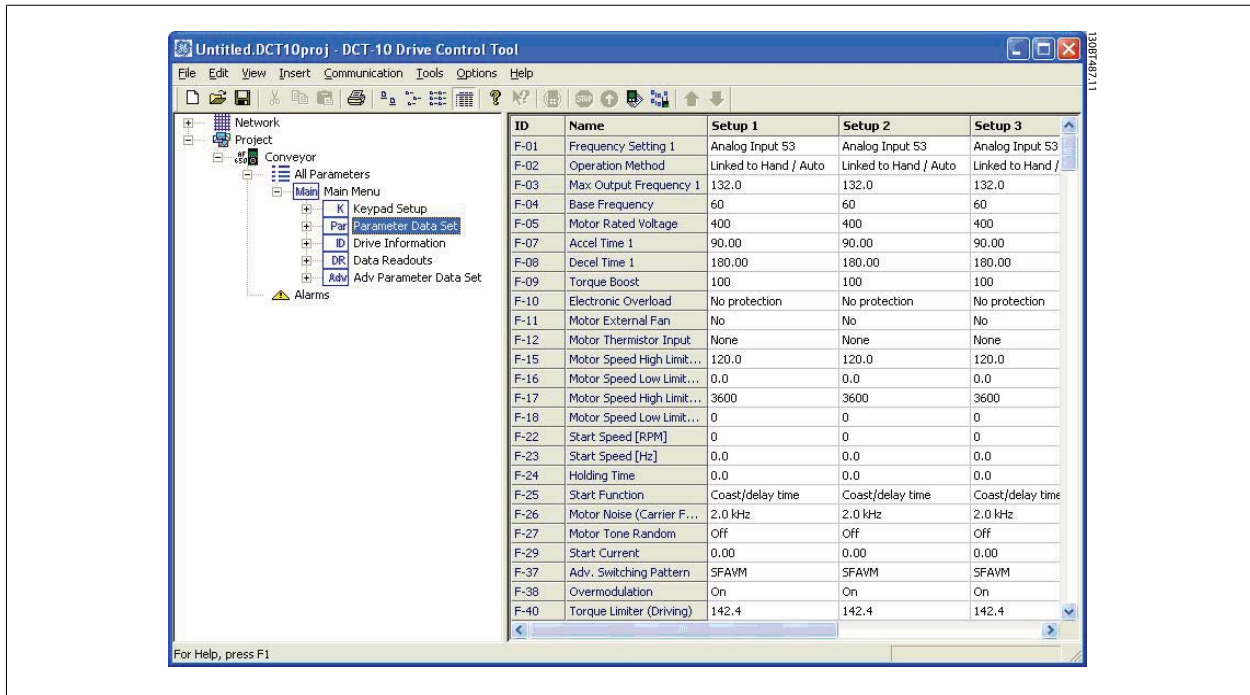 Untitled.DCT10proj - DCT-10 Drive Control Tool
File Edit View Insert Communication Tools Options Help
STOP
Network
Project
AF 650 Conveyor
All Parameters
Main Main Menu
K Keypad Setup
Par Parameter Data Set
ID Drive Information
DR Data Readouts
Adv Adv Parameter Data Set
Alarms
ID Name Setup 1 Setup 2 Setup 3
F-01 Frequency Setting 1 Analog Input 53 Analog Input 53 Analog Input 53
F-02 Operation Method Linked to Hand / Auto Linked to Hand / Auto Linked to Hand /
F-03 Max Output Frequency 1 132.0 132.0 132.0
F-04 Base Frequency 60 60 60
F-05 Motor Rated Voltage 400 400 400
F-07 Accel Time 1 90.00 90.00 90.00
F-08 Decel Time 1 180.00 180.00 180.00
F-09 Torque Boost 100 100 100
F-10 Electronic Overload No protection No protection No protection
F-11 Motor External Fan No No No
F-12 Motor Thermistor Input None None None
F-15 Motor Speed High Limit... 120.0 120.0 120.0
F-16 Motor Speed Low Limit... 0.0 0.0 0.0
F-17 Motor Speed High Limit... 3600 3600 3600
F-18 Motor Speed Low Limit... 0 0 0
F-22 Start Speed [RPM] 0 0 0
F-23 Start Speed [Hz] 0.0 0.0 0.0
F-24 Holding Time 0.0 0.0 0.0
F-25 Start Function Coast/delay time Coast/delay time Coast/delay time
F-26 Motor Noise (Carrier F... 2.0 kHz 2.0 kHz 2.0 kHz
F-27 Motor Tone Random Off Off Off
F-29 Start Current 0.00 0.00 0.00
F-37 Adv. Switching Pattern SFAVM SFAVM SFAVM
F-38 Overmodulation On On On
F-40 Torque Limiter (Driving) 142.4 142.4 142.4
For Help, press F1
130BT487.11